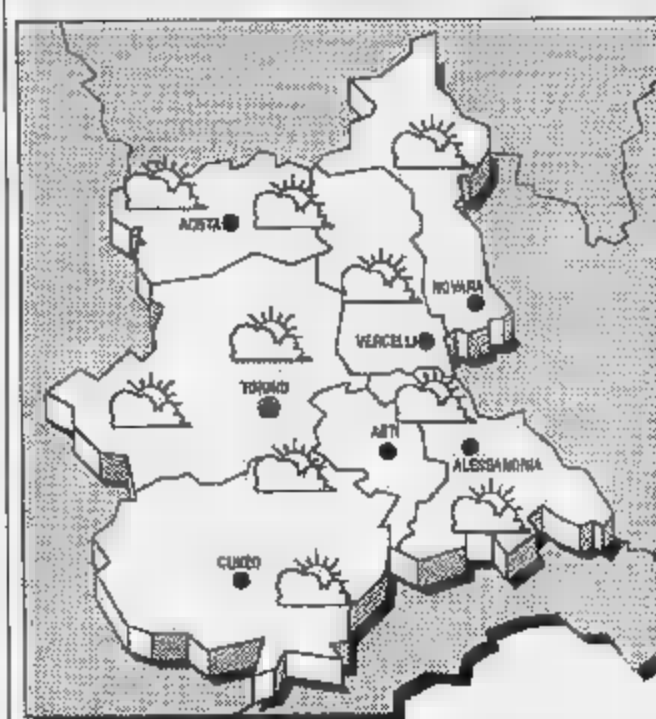 AOSTA
NOVARA
VERCELLI
TORINO
ASTI
ALESSANDRIA
CUNEO